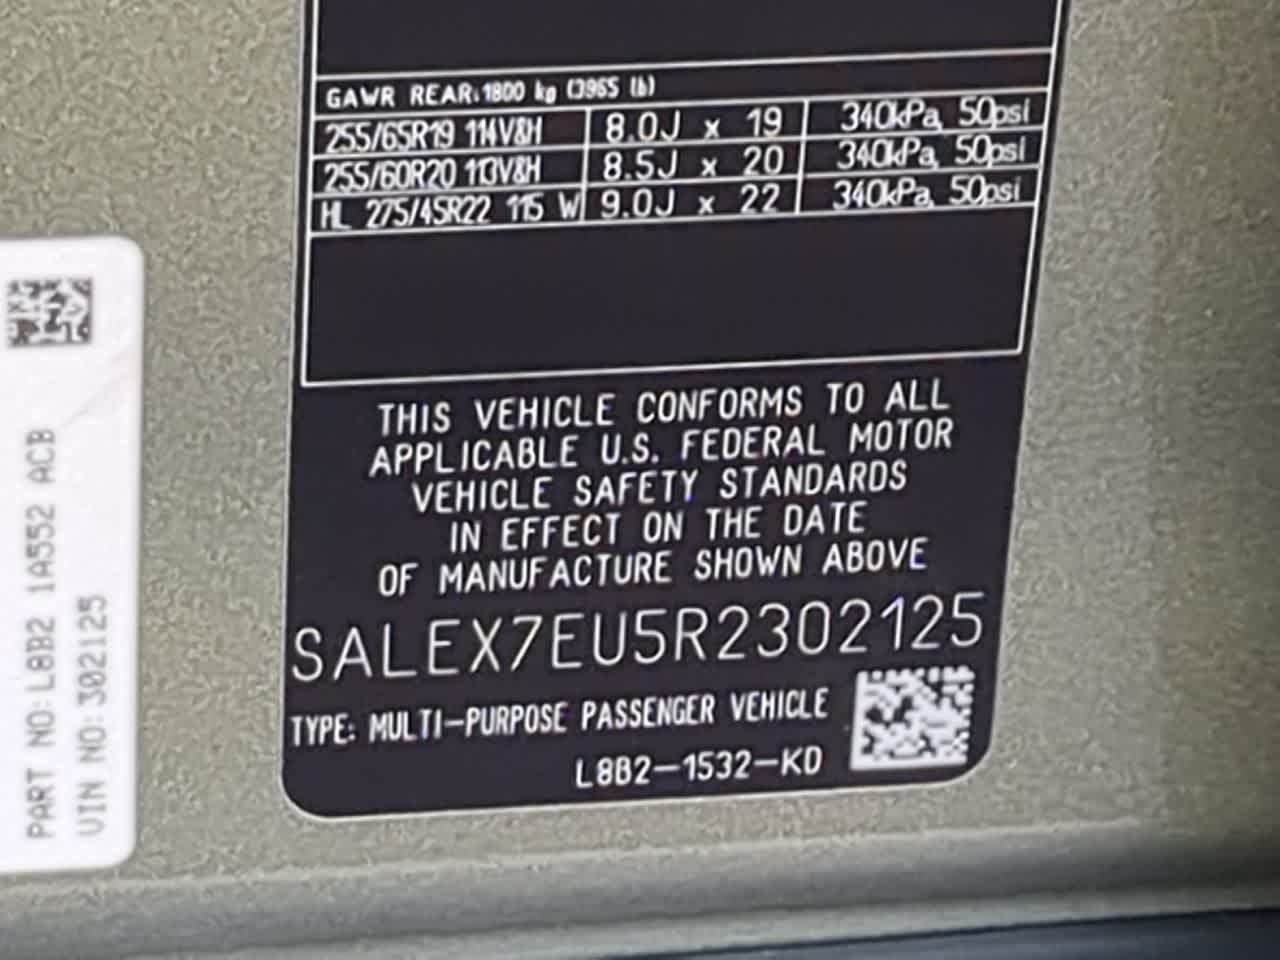 GAWR REAR: 1800 kg (3965 lb)
255/65R19 114V&H 8.0J x 19 340kPa, 50psi
255/60R20 113V&H 8.5J x 20 340kPa, 50psi
HL 275/45R22 115 W 9.0J x 22 340kPa, 50psi
THIS VEHICLE CONFORMS TO ALL
APPLICABLE U.S. FEDERAL MOTOR
VEHICLE SAFETY STANDARDS
IN EFFECT ON THE DATE
OF MANUFACTURE SHOWN ABOVE
SALEX7EU5R2302125
TYPE: MULTI-PURPOSE PASSENGER VEHICLE
L8B2-1532-KD
PART NO:L8B2 1A552 ACB
VIN NO:302125